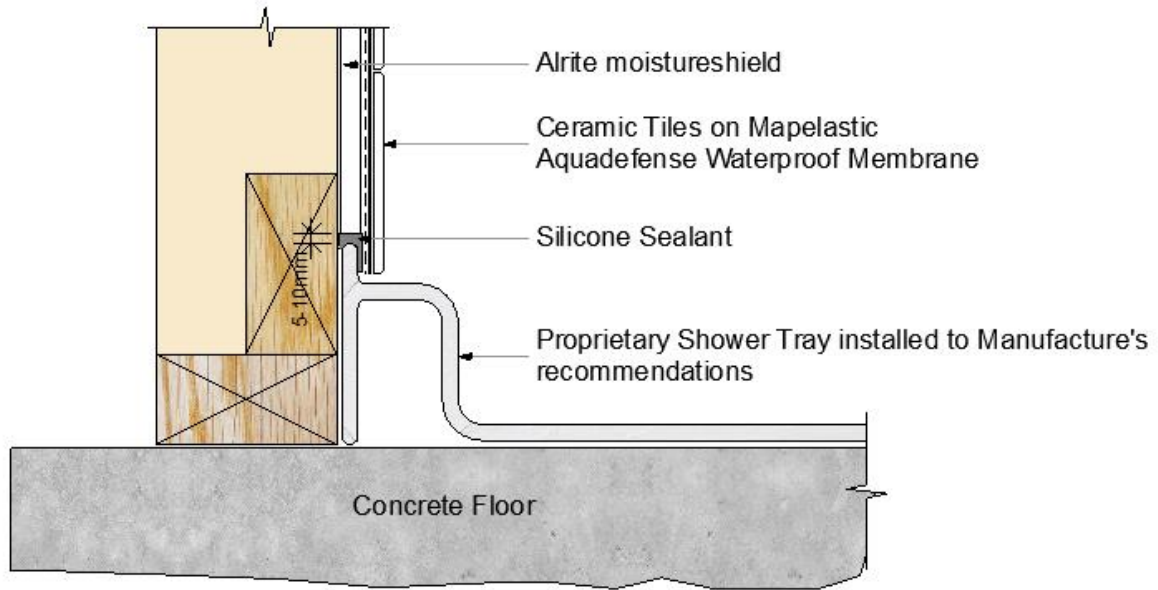 Alrite moistureshield
Ceramic Tiles on Mapelastic
Aquadefense Waterproof Membrane
Silicone Sealant
5-10mm
Proprietary Shower Tray installed to Manufacture's
recommendations
Concrete Floor